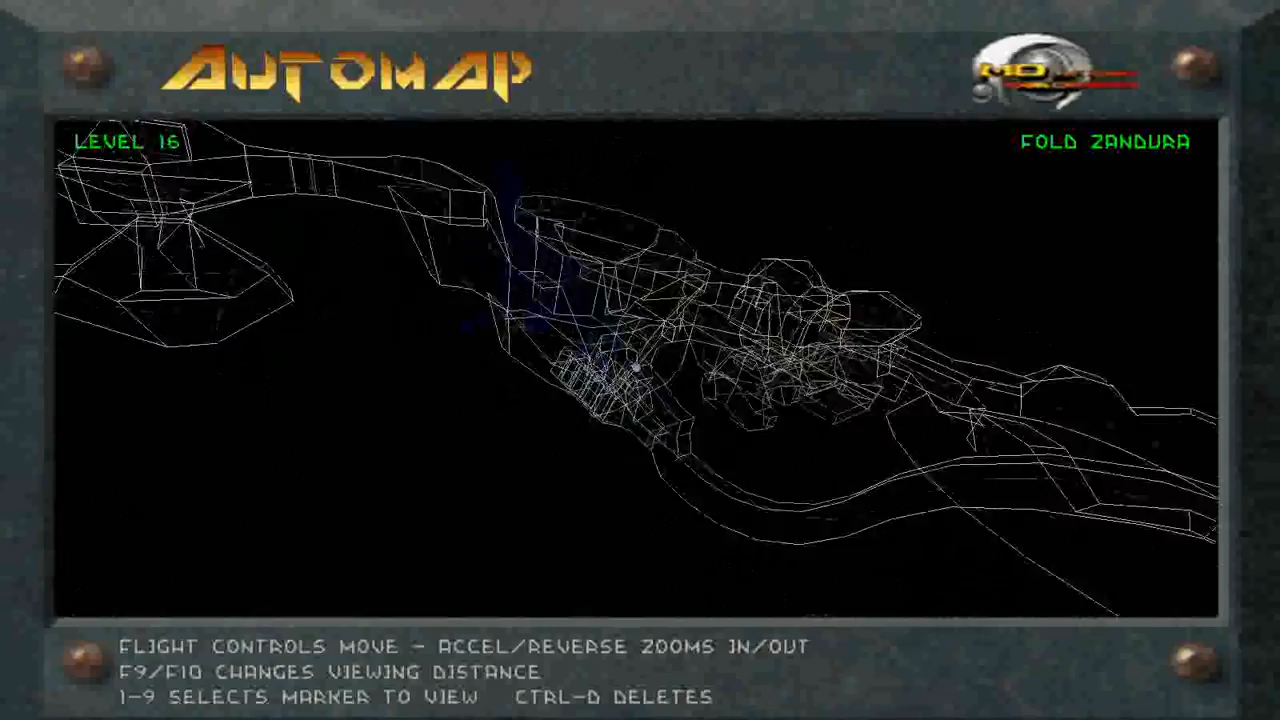 AUTOMAP
MD
LEVEL 16
FOLD ZANDURA
FLIGHT CONTROLS MOVE - ACCEL/REVERSE ZOOMS IN/OUT
F9/F10 CHANGES VIEWING DISTANCE
1-9 SELECTS MARKER TO VIEW CTRL-D DELETES